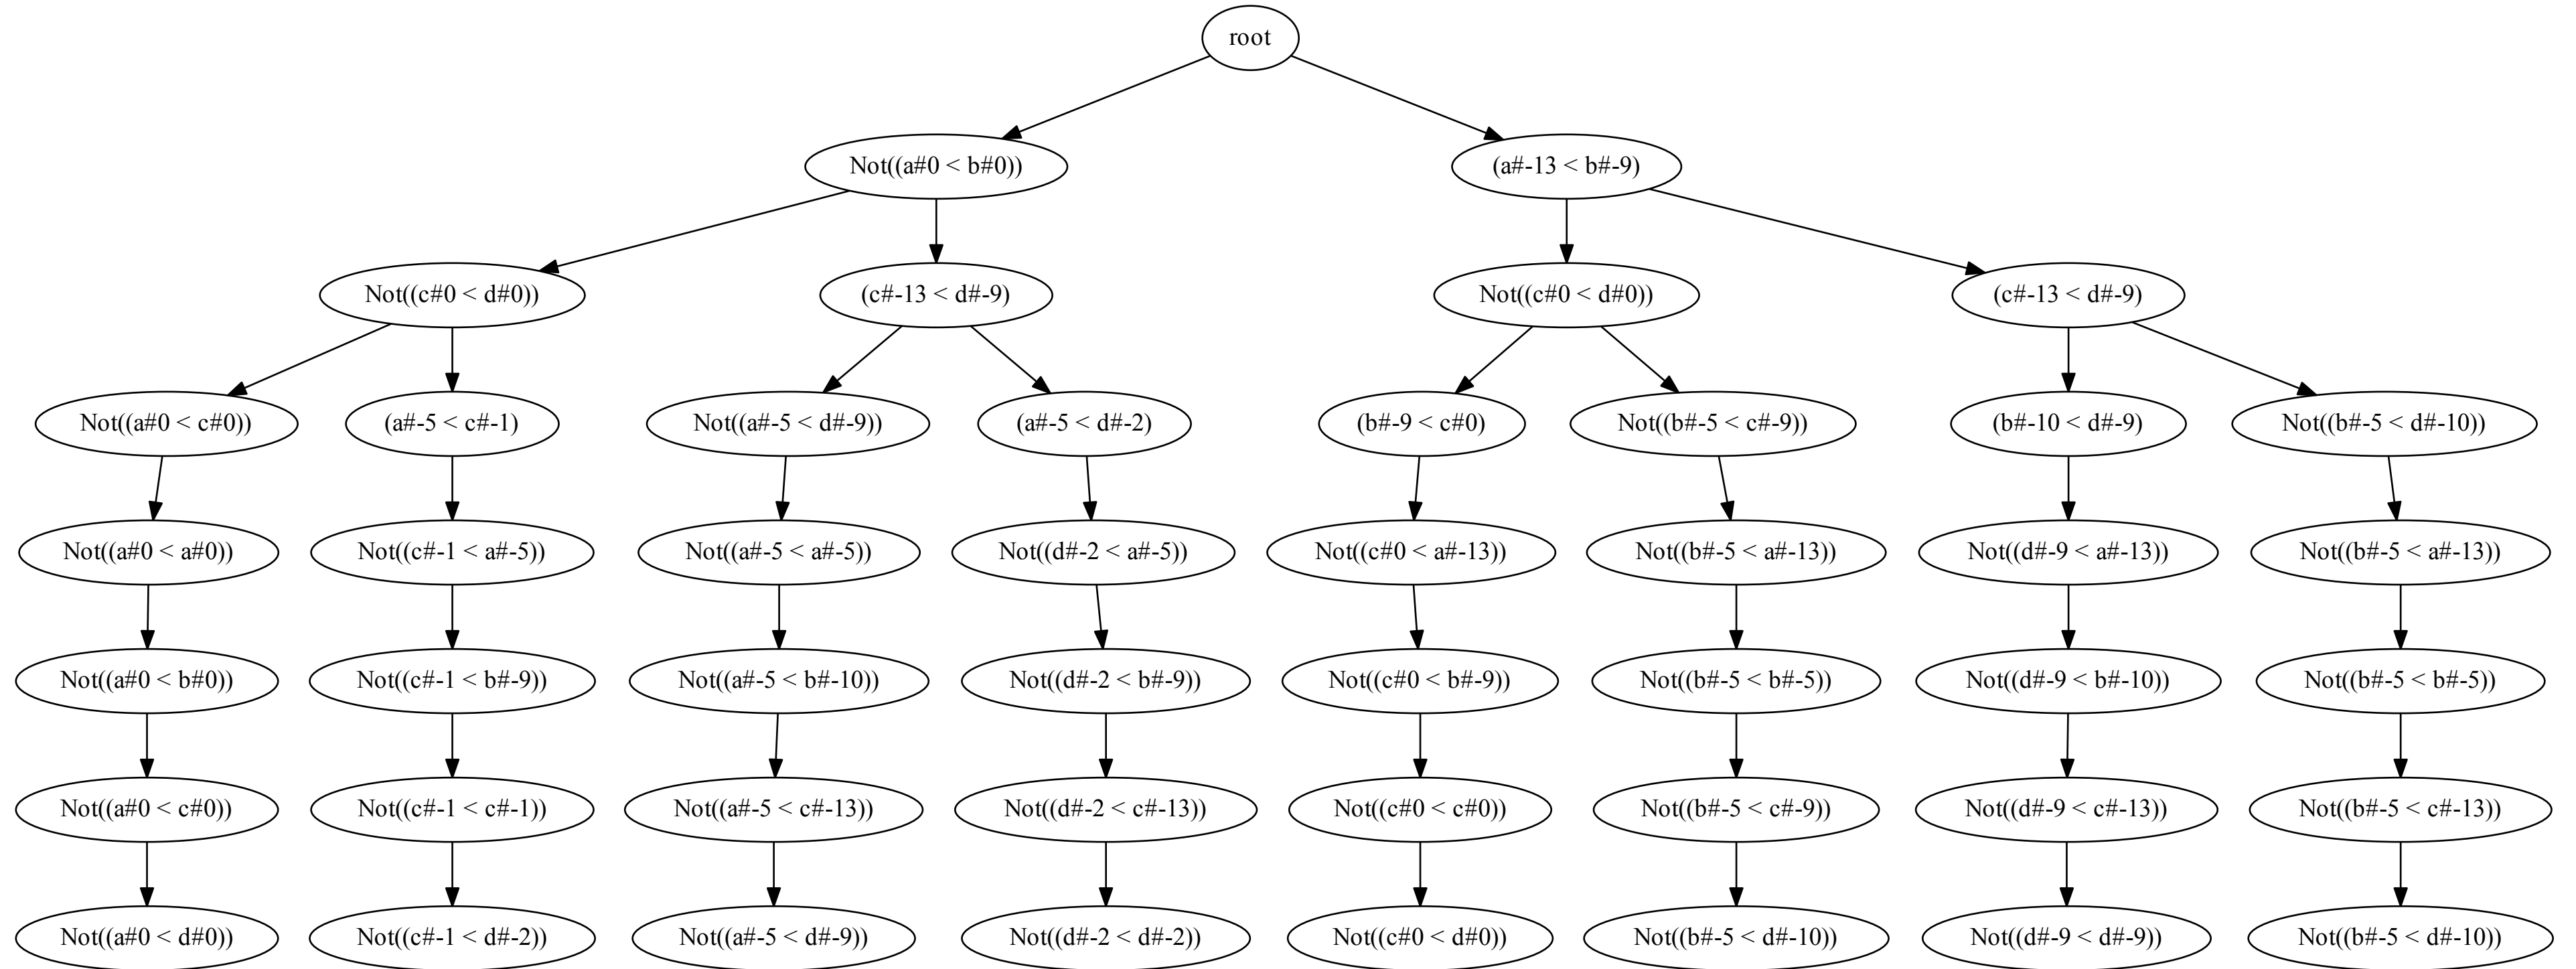 root
Not((a#0 < b#0))
(a#-13 < b#-9)
Not((c#0 < d#0))
(c#-13 < d#-9)
Not((c#0 < d#0))
(c#-13 < d#-9)
Not((a#0 < c#0))
(a#-5 < c#-1)
Not((a#-5 < d#-9))
(a#-5 < d#-2)
(b#-9 < c#0)
Not((b#-5 < c#-9))
(b#-10 < d#-9)
Not((b#-5 < d#-10))
Not((a#0 < a#0))
Not((c#-1 < a#-5))
Not((a#-5 < a#-5))
Not((d#-2 < a#-5))
Not((c#0 < a#-13))
Not((b#-5 < a#-13))
Not((d#-9 < a#-13))
Not((b#-5 < a#-13))
Not((a#0 < b#0))
Not((c#-1 < b#-9))
Not((a#-5 < b#-10))
Not((d#-2 < b#-9))
Not((c#0 < b#-9))
Not((b#-5 < b#-5))
Not((d#-9 < b#-10))
Not((b#-5 < b#-5))
Not((a#0 < c#0))
Not((c#-1 < c#-1))
Not((a#-5 < c#-13))
Not((d#-2 < c#-13))
Not((c#0 < c#0))
Not((b#-5 < c#-9))
Not((d#-9 < c#-13))
Not((b#-5 < c#-13))
Not((a#0 < d#0))
Not((c#-1 < d#-2))
Not((a#-5 < d#-9))
Not((d#-2 < d#-2))
Not((c#0 < d#0))
Not((b#-5 < d#-10))
Not((d#-9 < d#-9))
Not((b#-5 < d#-10))